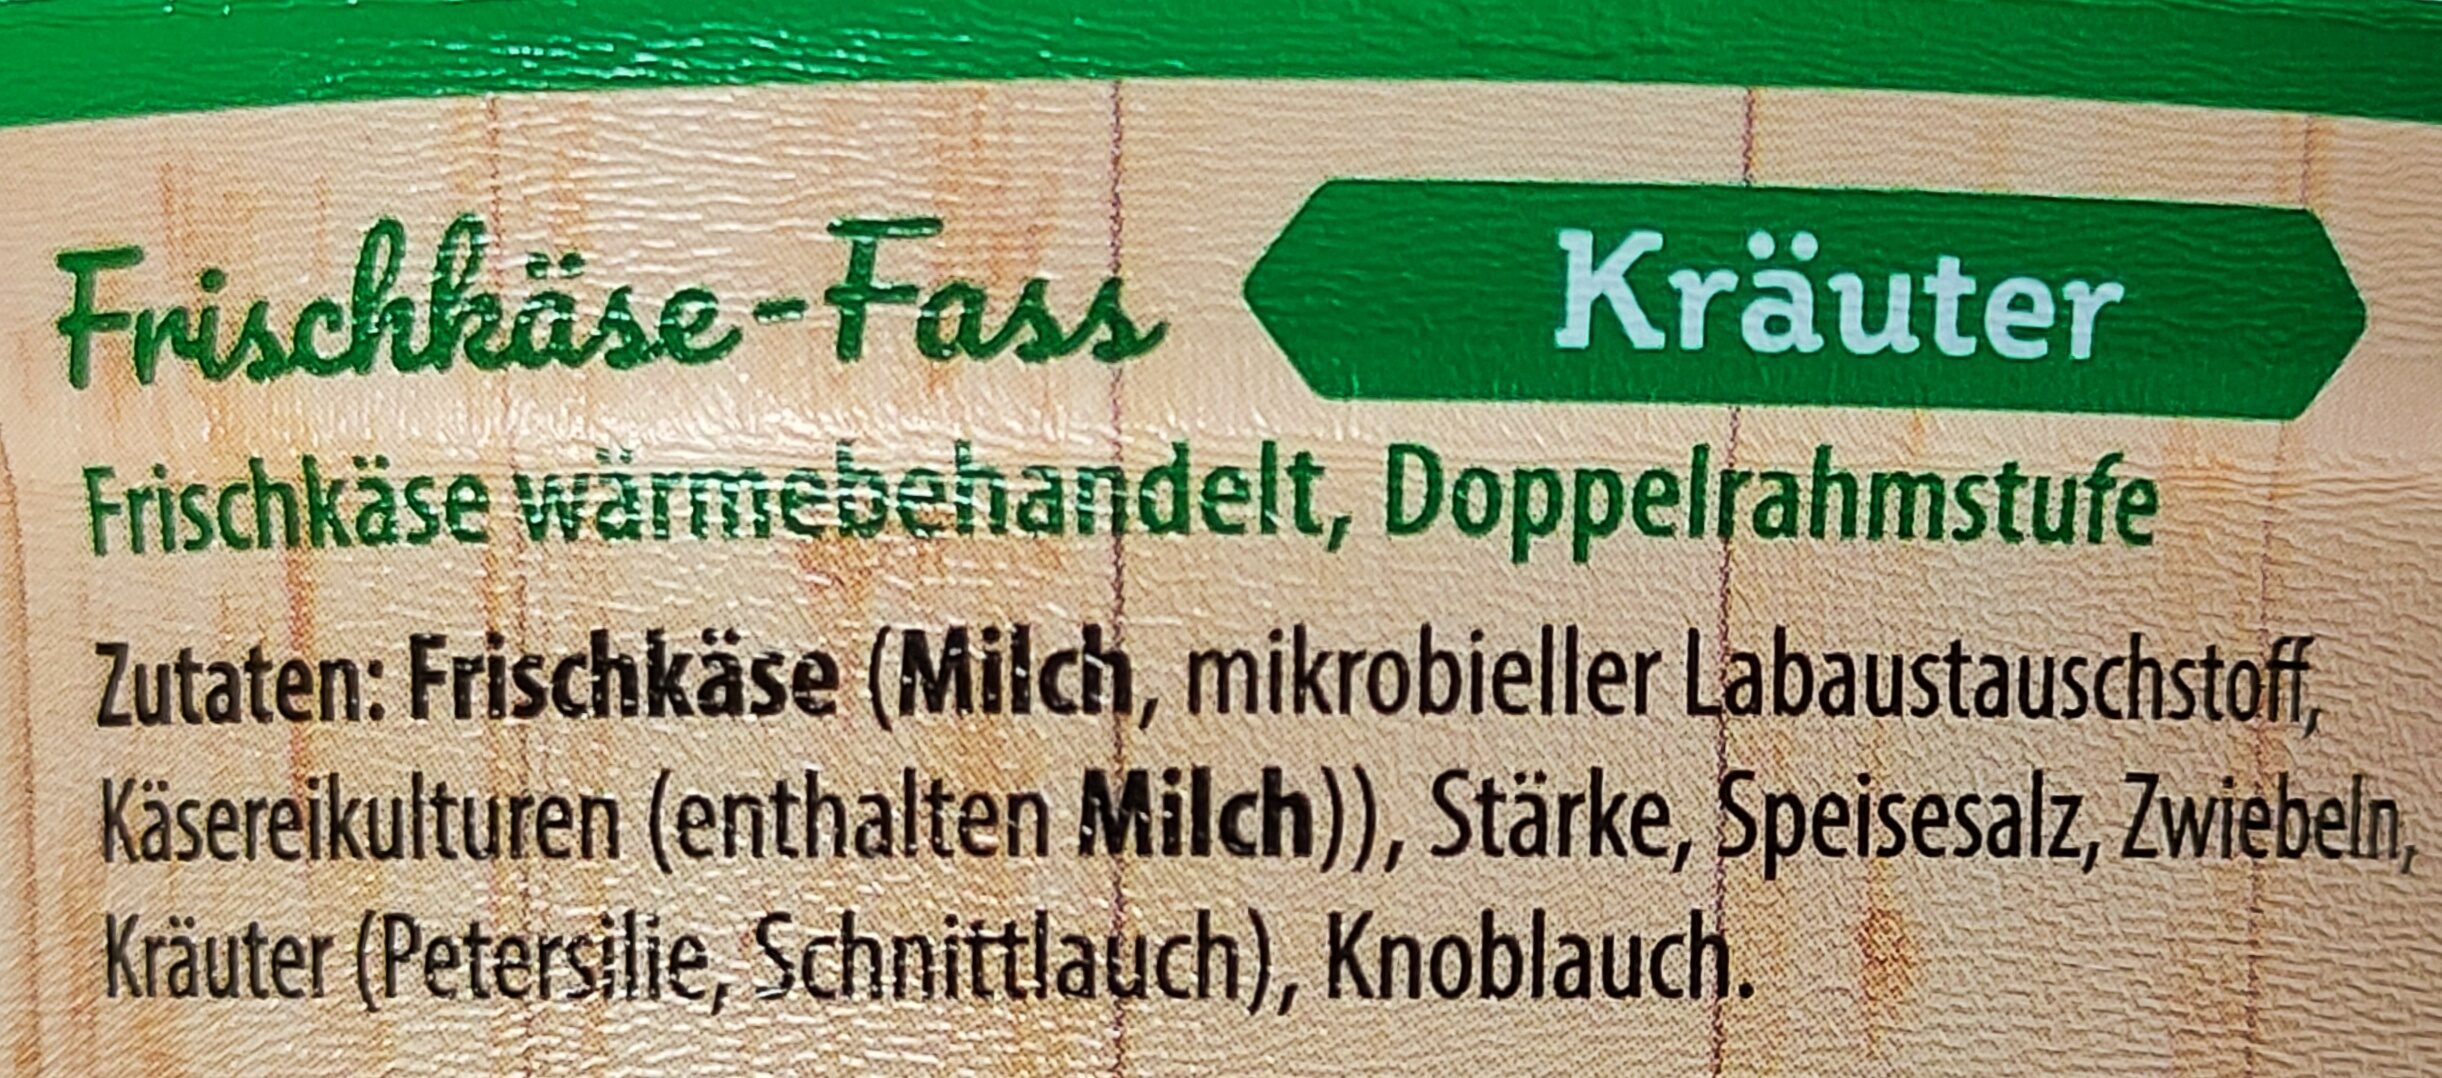 Frischkäse-Fass Kräuter
Frischkäse wärmebehandelt, Doppelrahmstufe
Zutaten: Frischkäse (Milch, mikrobieller Labaustauschstoff,
Käsereikulturen (enthalten Milch)), Stärke, Speisesalz, Zwiebeln,
Kräuter (Petersilie, Schnittlauch), Knoblauch.